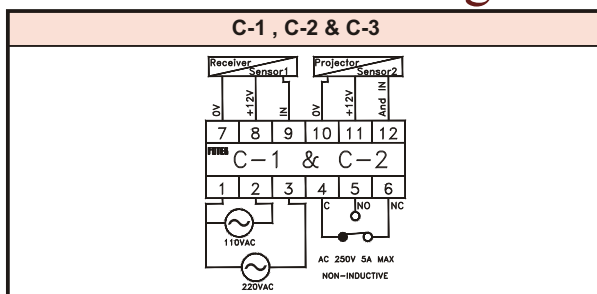 C-1 , C-2 & C-3
Receiver Projector
Sensor1 Sensor2
0V +12V IN 0V +12V And IN
7 8 9 10 11 12
C-1 & C-2
1 2 3 4 5 6
C NO NC
110VAC
AC 250V 5A MAX
NON-INDUCTIVE
220VAC